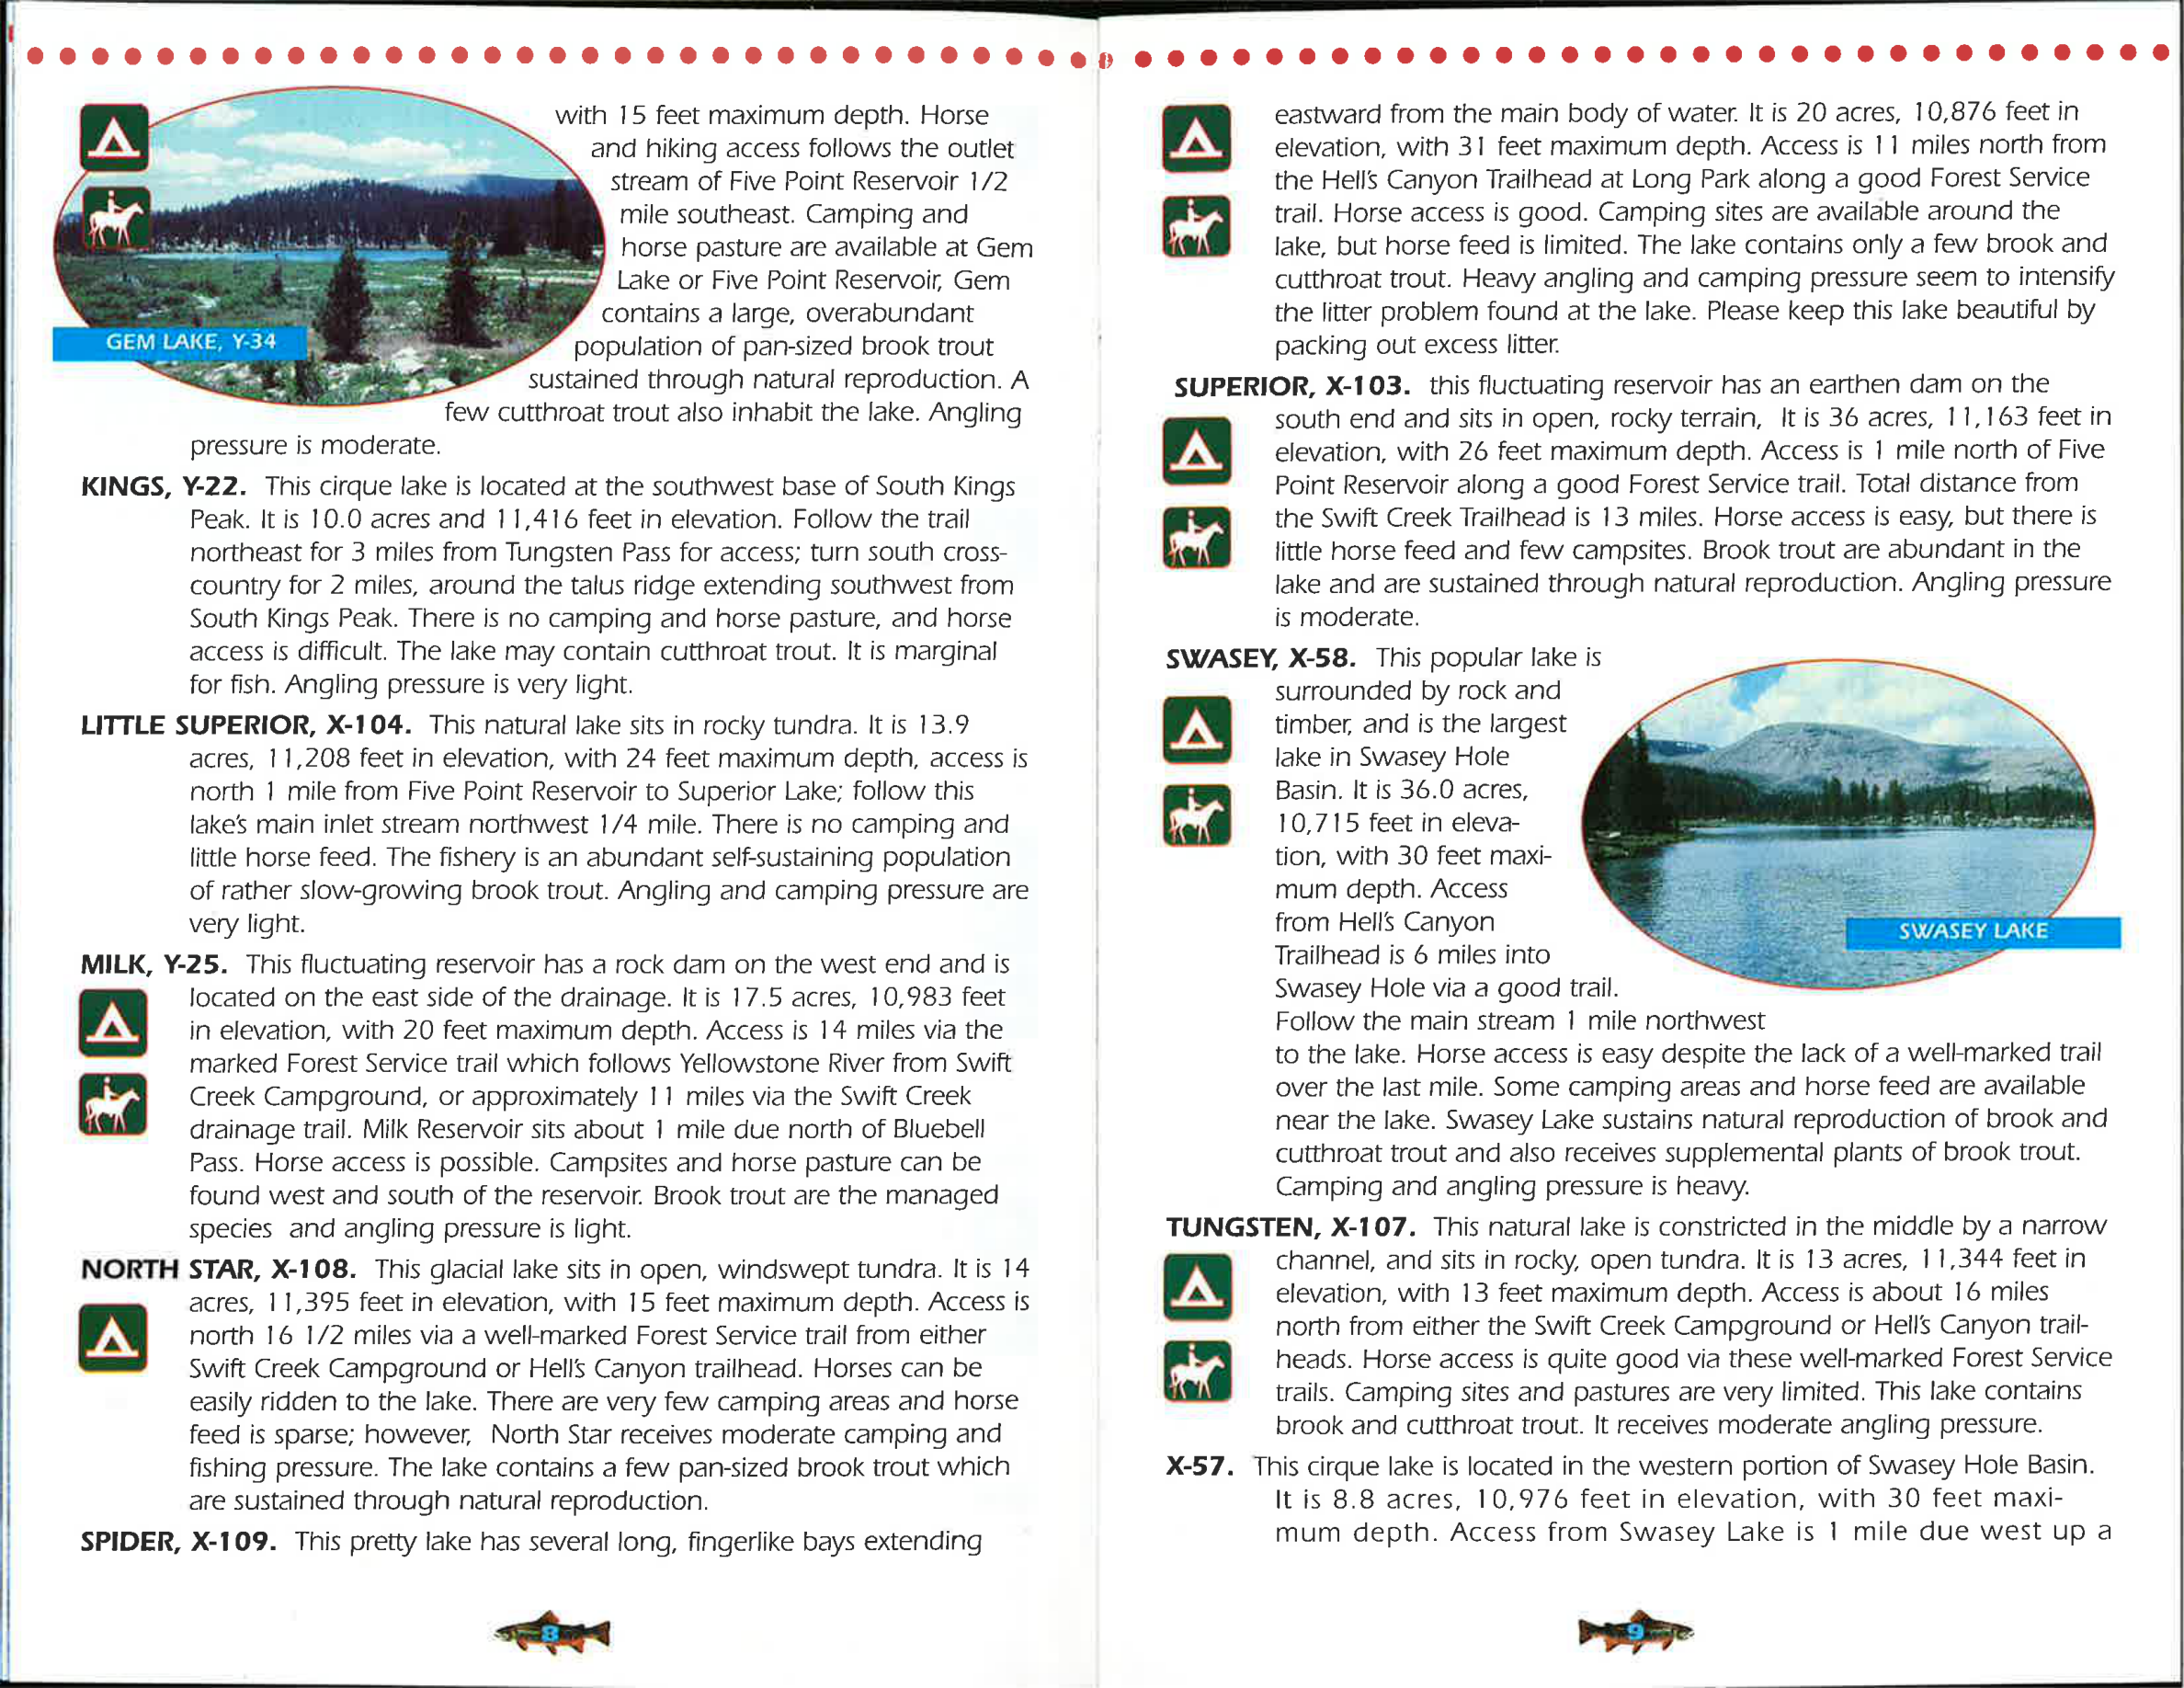 with 15 feet maximum depth. Horse
and hiking access follows the outlet
stream of Five Point Reservoir 1/2
mile southeast. Camping and
horse pasture are available at Gem
Lake or Five Point Reservoir, Gem
contains a large, overabundant
population of pan-sized brook trout
sustained through natural reproduction. A
few cutthroat trout also inhabit the lake. Angling
pressure is moderate.
GEM LAKE, Y-34
KINGS, Y-22. This cirque lake is located at the southwest base of South Kings
Peak. It is 10.0 acres and 11,416 feet in elevation. Follow the trail
northeast for 3 miles from Tungsten Pass for access; turn south cross-
country for 2 miles, around the talus ridge extending southwest from
South Kings Peak. There is no camping and horse pasture, and horse
access is difficult. The lake may contain cutthroat trout. It is marginal
for fish. Angling pressure is very light.
LITTLE SUPERIOR, X-104. This natural lake sits in rocky tundra. It is 13.9
acres, 11,208 feet in elevation, with 24 feet maximum depth, access is
north 1 mile from Five Point Reservoir to Superior Lake; follow this
lake's main inlet stream northwest 1/4 mile. There is no camping and
little horse feed. The fishery is an abundant self-sustaining population
of rather slow-growing brook trout. Angling and camping pressure are
very light.
MILK, Y-25. This fluctuating reservoir has a rock dam on the west end and is
located on the east side of the drainage. It is 17.5 acres, 10,983 feet
in elevation, with 20 feet maximum depth. Access is 14 miles via the
marked Forest Service trail which follows Yellowstone River from Swift
Creek Campground, or approximately 11 miles via the Swift Creek
drainage trail. Milk Reservoir sits about 1 mile due north of Bluebell
Pass. Horse access is possible. Campsites and horse pasture can be
found west and south of the reservoir. Brook trout are the managed
species and angling pressure is light.
NORTH STAR, X-108. This glacial lake sits in open, windswept tundra. It is 14
acres, 11,395 feet in elevation, with 15 feet maximum depth. Access is
north 16 1/2 miles via a well-marked Forest Service trail from either
Swift Creek Campground or Hell's Canyon trailhead. Horses can be
easily ridden to the lake. There are very few camping areas and horse
feed is sparse; however, North Star receives moderate camping and
fishing pressure. The lake contains a few pan-sized brook trout which
are sustained through natural reproduction.
SPIDER, X-109. This pretty lake has several long, fingerlike bays extending
8
eastward from the main body of water. It is 20 acres, 10,876 feet in
elevation, with 31 feet maximum depth. Access is 11 miles north from
the Hell's Canyon Trailhead at Long Park along a good Forest Service
trail. Horse access is good. Camping sites are available around the
lake, but horse feed is limited. The lake contains only a few brook and
cutthroat trout. Heavy angling and camping pressure seem to intensify
the litter problem found at the lake. Please keep this lake beautiful by
packing out excess litter.
SUPERIOR, X-103. this fluctuating reservoir has an earthen dam on the
south end and sits in open, rocky terrain, It is 36 acres, 11,163 feet in
elevation, with 26 feet maximum depth. Access is 1 mile north of Five
Point Reservoir along a good Forest Service trail. Total distance from
the Swift Creek Trailhead is 13 miles. Horse access is easy, but there is
little horse feed and few campsites. Brook trout are abundant in the
lake and are sustained through natural reproduction. Angling pressure
is moderate.
SWASEY, X-58. This popular lake is
surrounded by rock and
timber, and is the largest
lake in Swasey Hole
Basin. It is 36.0 acres,
10,715 feet in eleva-
tion, with 30 feet maxi-
mum depth. Access
from Hell's Canyon
Trailhead is 6 miles into
Swasey Hole via a good trail.
Follow the main stream 1 mile northwest
to the lake. Horse access is easy despite the lack of a well-marked trail
over the last mile. Some camping areas and horse feed are available
near the lake. Swasey Lake sustains natural reproduction of brook and
cutthroat trout and also receives supplemental plants of brook trout.
Camping and angling pressure is heavy.
SWASEY LAKE
TUNGSTEN, X-107. This natural lake is constricted in the middle by a narrow
channel, and sits in rocky, open tundra. It is 13 acres, 11,344 feet in
elevation, with 13 feet maximum depth. Access is about 16 miles
north from either the Swift Creek Campground or Hell's Canyon trail-
heads. Horse access is quite good via these well-marked Forest Service
trails. Camping sites and pastures are very limited. This lake contains
brook and cutthroat trout. It receives moderate angling pressure.
X-57. This cirque lake is located in the western portion of Swasey Hole Basin.
It is 8.8 acres, 10,976 feet in elevation, with 30 feet maxi-
mum depth. Access from Swasey Lake is 1 mile due west up a
9